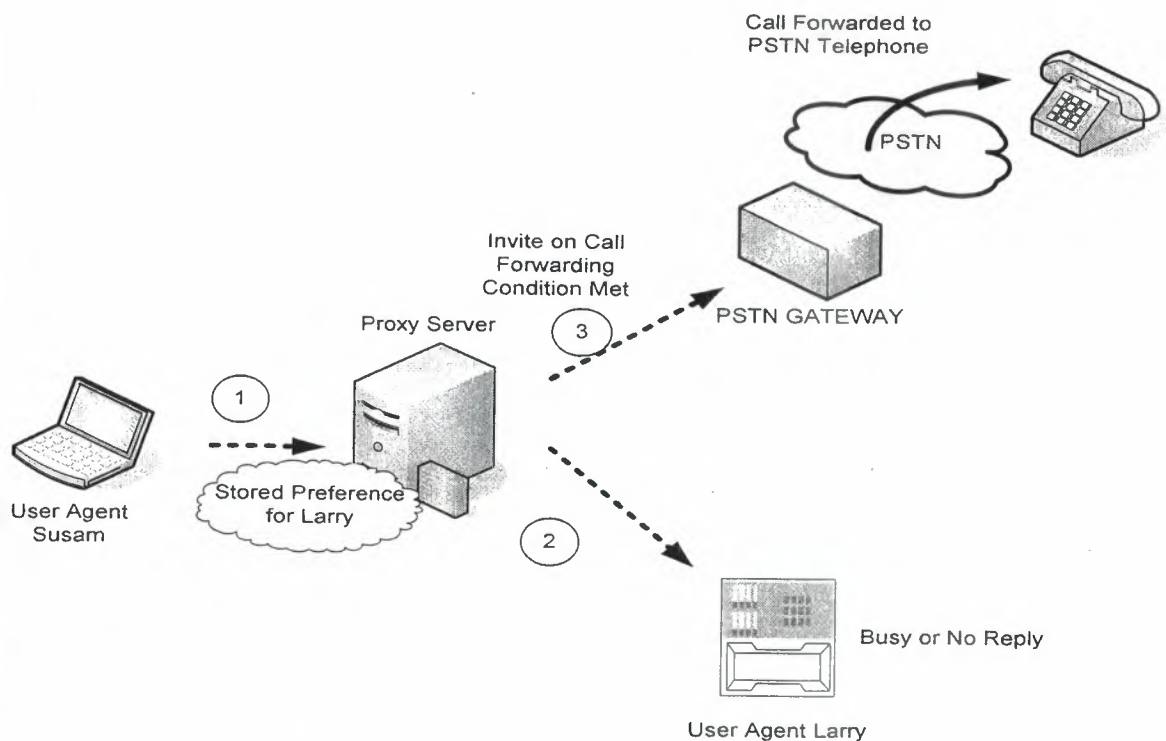 Call Forwarded to
PSTN Telephone
PSTN
Invite on Call
Forwarding
Condition Met
3
PSTN GATEWAY
Proxy Server
1
Stored Preference
for Larry
User Agent
Susam
2
Busy or No Reply
User Agent Larry